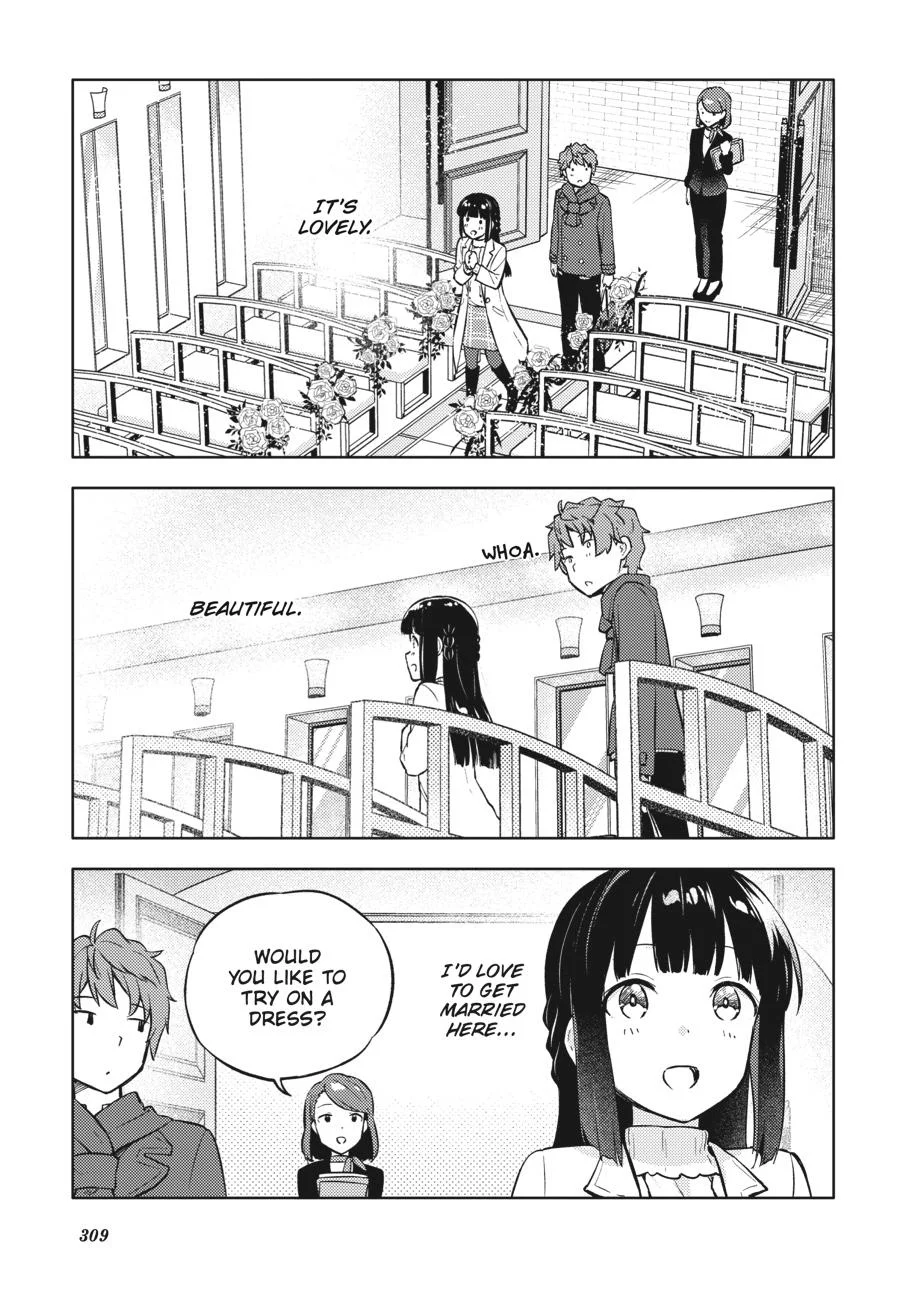 IT'S
LOVELY.
WHOA.
BEAUTIFUL.
I'D LOVE
TO GET
MARRIED
HERE...
WOULD
YOU LIKE TO
TRY ON A
DRESS?
309